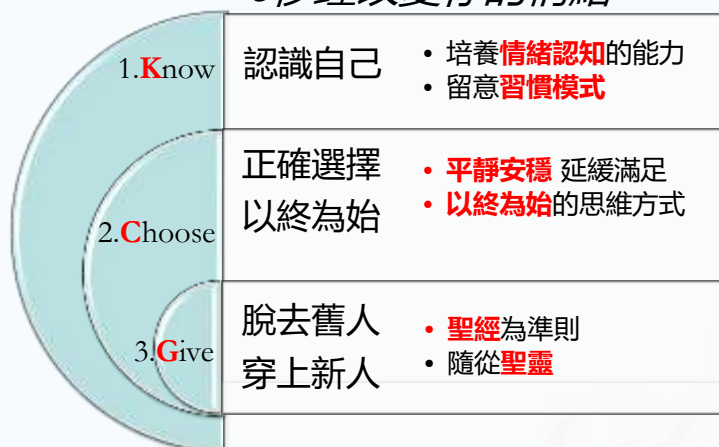 1.Know
認識自己
• 培養情緒認知的能力
• 留意習慣模式
2.Choose
正確選擇
以終為始
• 平靜安穩 延緩滿足
• 以終為始的思維方式
3.Give
脫去舊人
穿上新人
• 聖經為準則
• 隨從聖靈